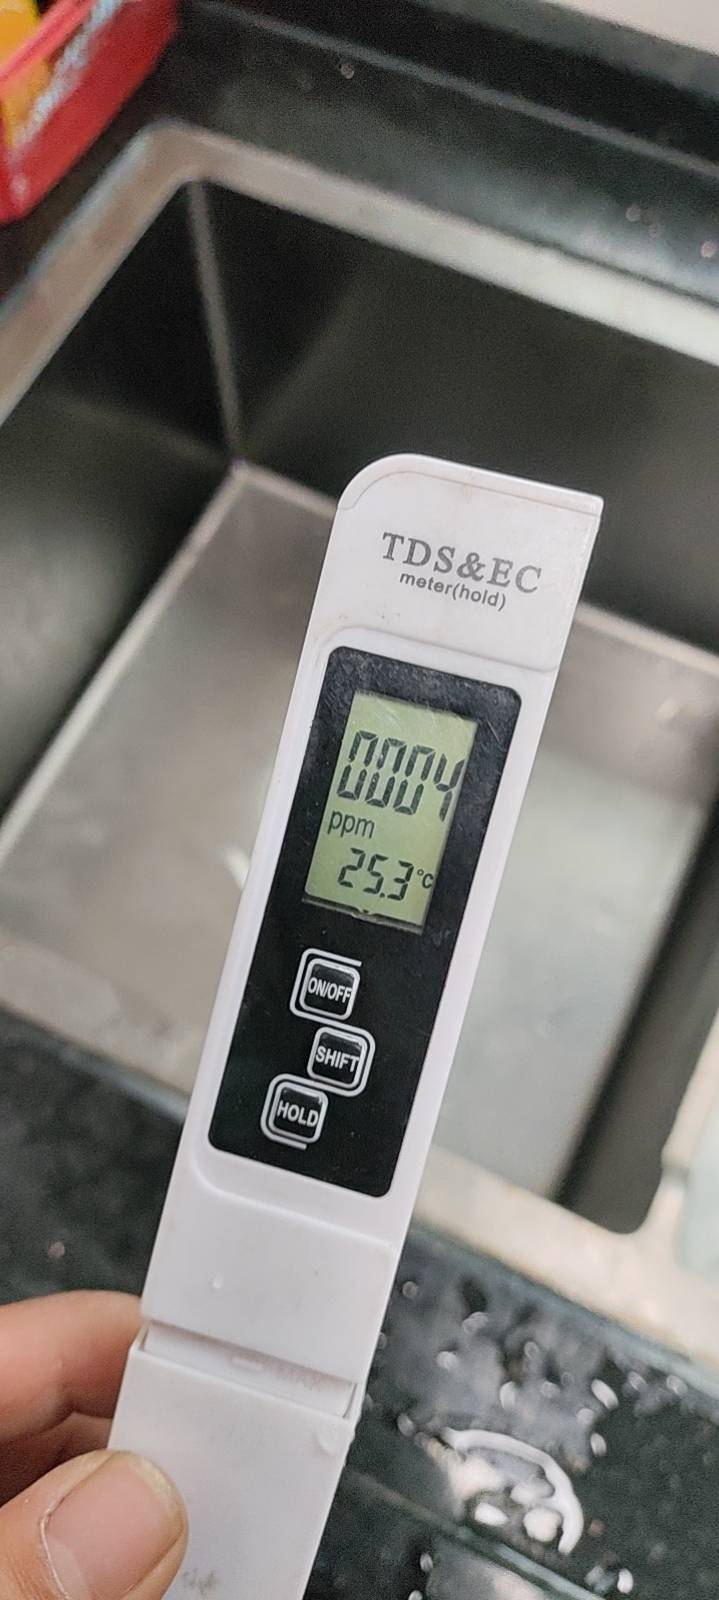 TDS&EC
meter(hold)
0004
ppm
25.3°C
ON/OFF
SHIFT
HOLD